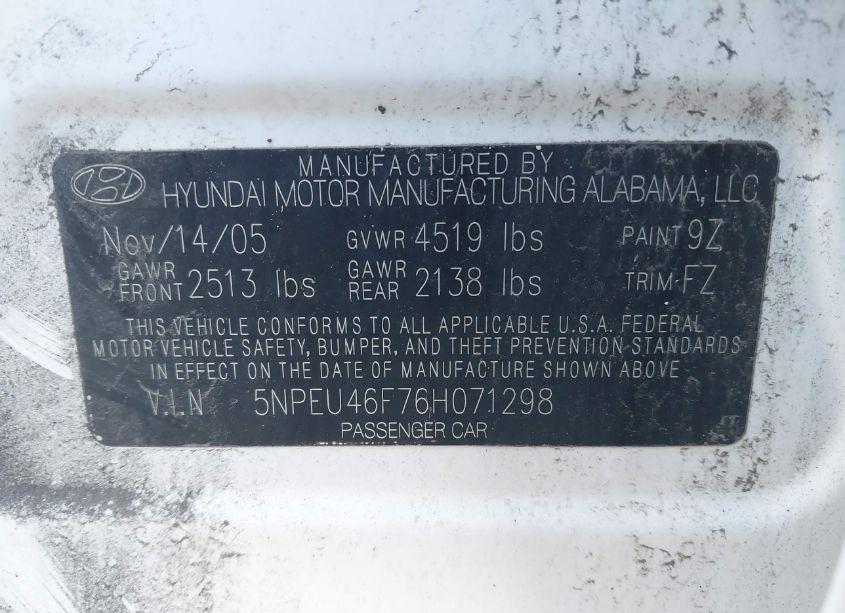 MANUFACTURED BY
HYUNDAI MOTOR MANUFACTURING ALABAMA, LLC
Nov/14/05 GVWR 4519 lbs PAINT 9Z
GAWR FRONT 2513 lbs GAWR REAR 2138 lbs TRIM FZ
THIS VEHICLE CONFORMS TO ALL APPLICABLE U.S.A. FEDERAL
MOTOR VEHICLE SAFETY, BUMPER, AND THEFT PREVENTION STANDARDS
IN EFFECT ON THE DATE OF MANUFACTURE SHOWN ABOVE
V.I.N 5NPEU46F76H071298
PASSENGER CAR